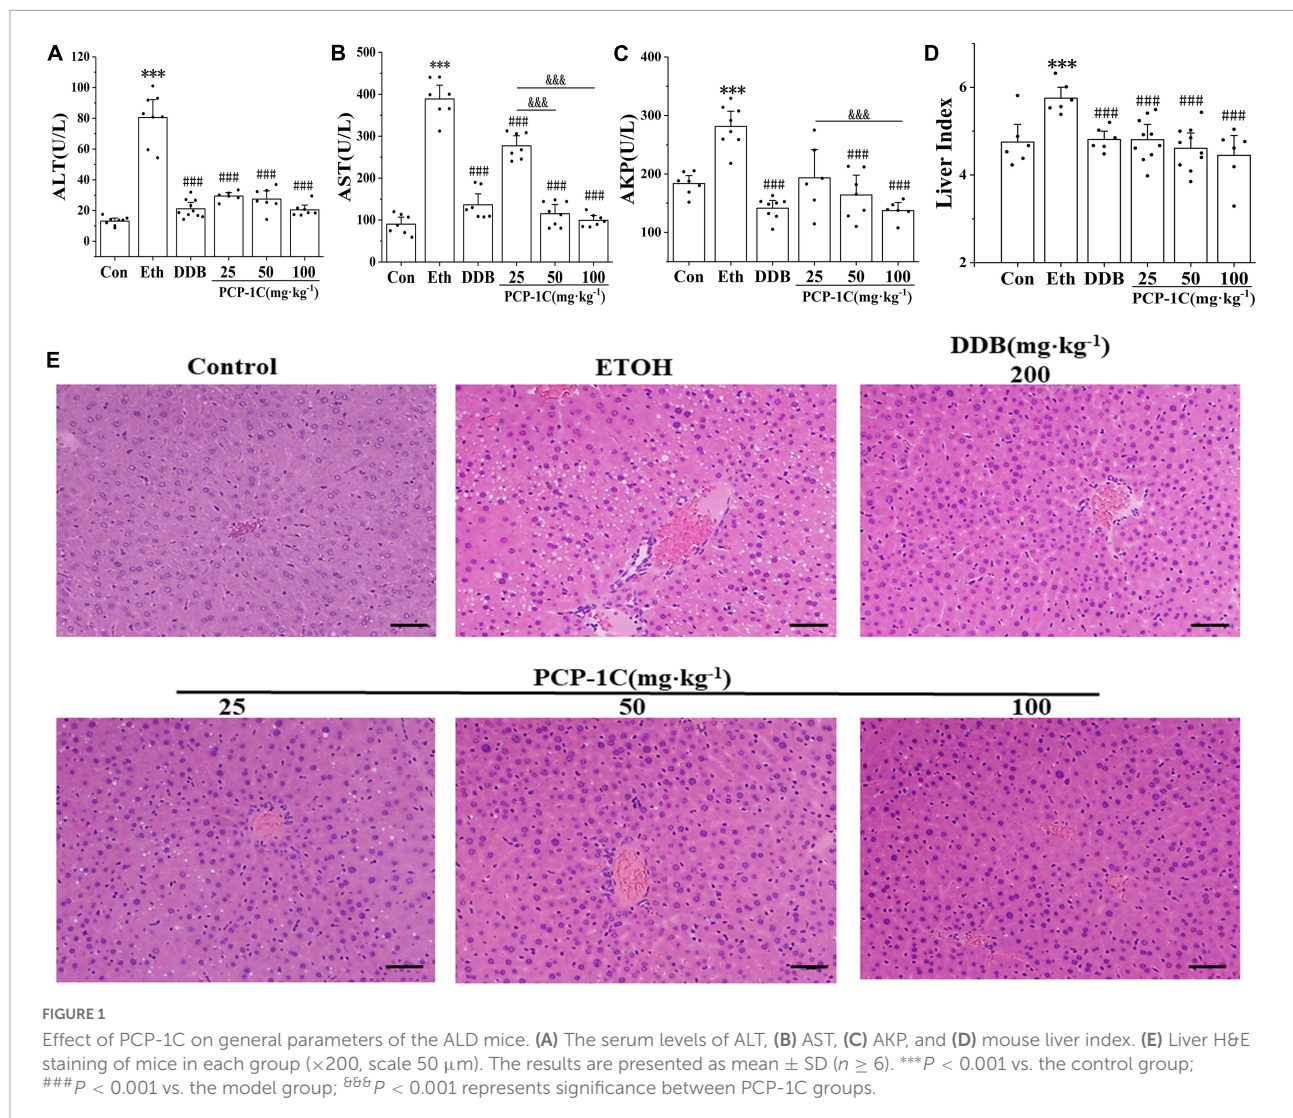 A
ALT(U/L)
120
100
80
60
40
20
0
***
###
###
###
###
Con Eth DDB 25 50 100
PCP-1C(mg·kg-1)
B
AST(U/L)
500
400
300
200
100
0
***
###
###
###
###
&&&
&&&
Con Eth DDB 25 50 100
PCP-1C(mg·kg-1)
C
AKP(U/L)
400
300
200
100
***
###
###
###
&&&
Con Eth DDB 25 50 100
PCP-1C(mg·kg-1)
D
Liver Index
6
4
2
***
###
###
###
###
Con Eth DDB 25 50 100
PCP-1C(mg·kg-1)
E
Control
ETOH
DDB(mg·kg-1)
200
PCP-1C(mg·kg-1)
25 50 100
FIGURE 1
Effect of PCP-1C on general parameters of the ALD mice. (A) The serum levels of ALT, (B) AST, (C) AKP, and (D) mouse liver index. (E) Liver H&E
staining of mice in each group (×200, scale 50 μm). The results are presented as mean ± SD (n ≥ 6). ***P < 0.001 vs. the control group;
###P < 0.001 vs. the model group; &&&P < 0.001 represents significance between PCP-1C groups.